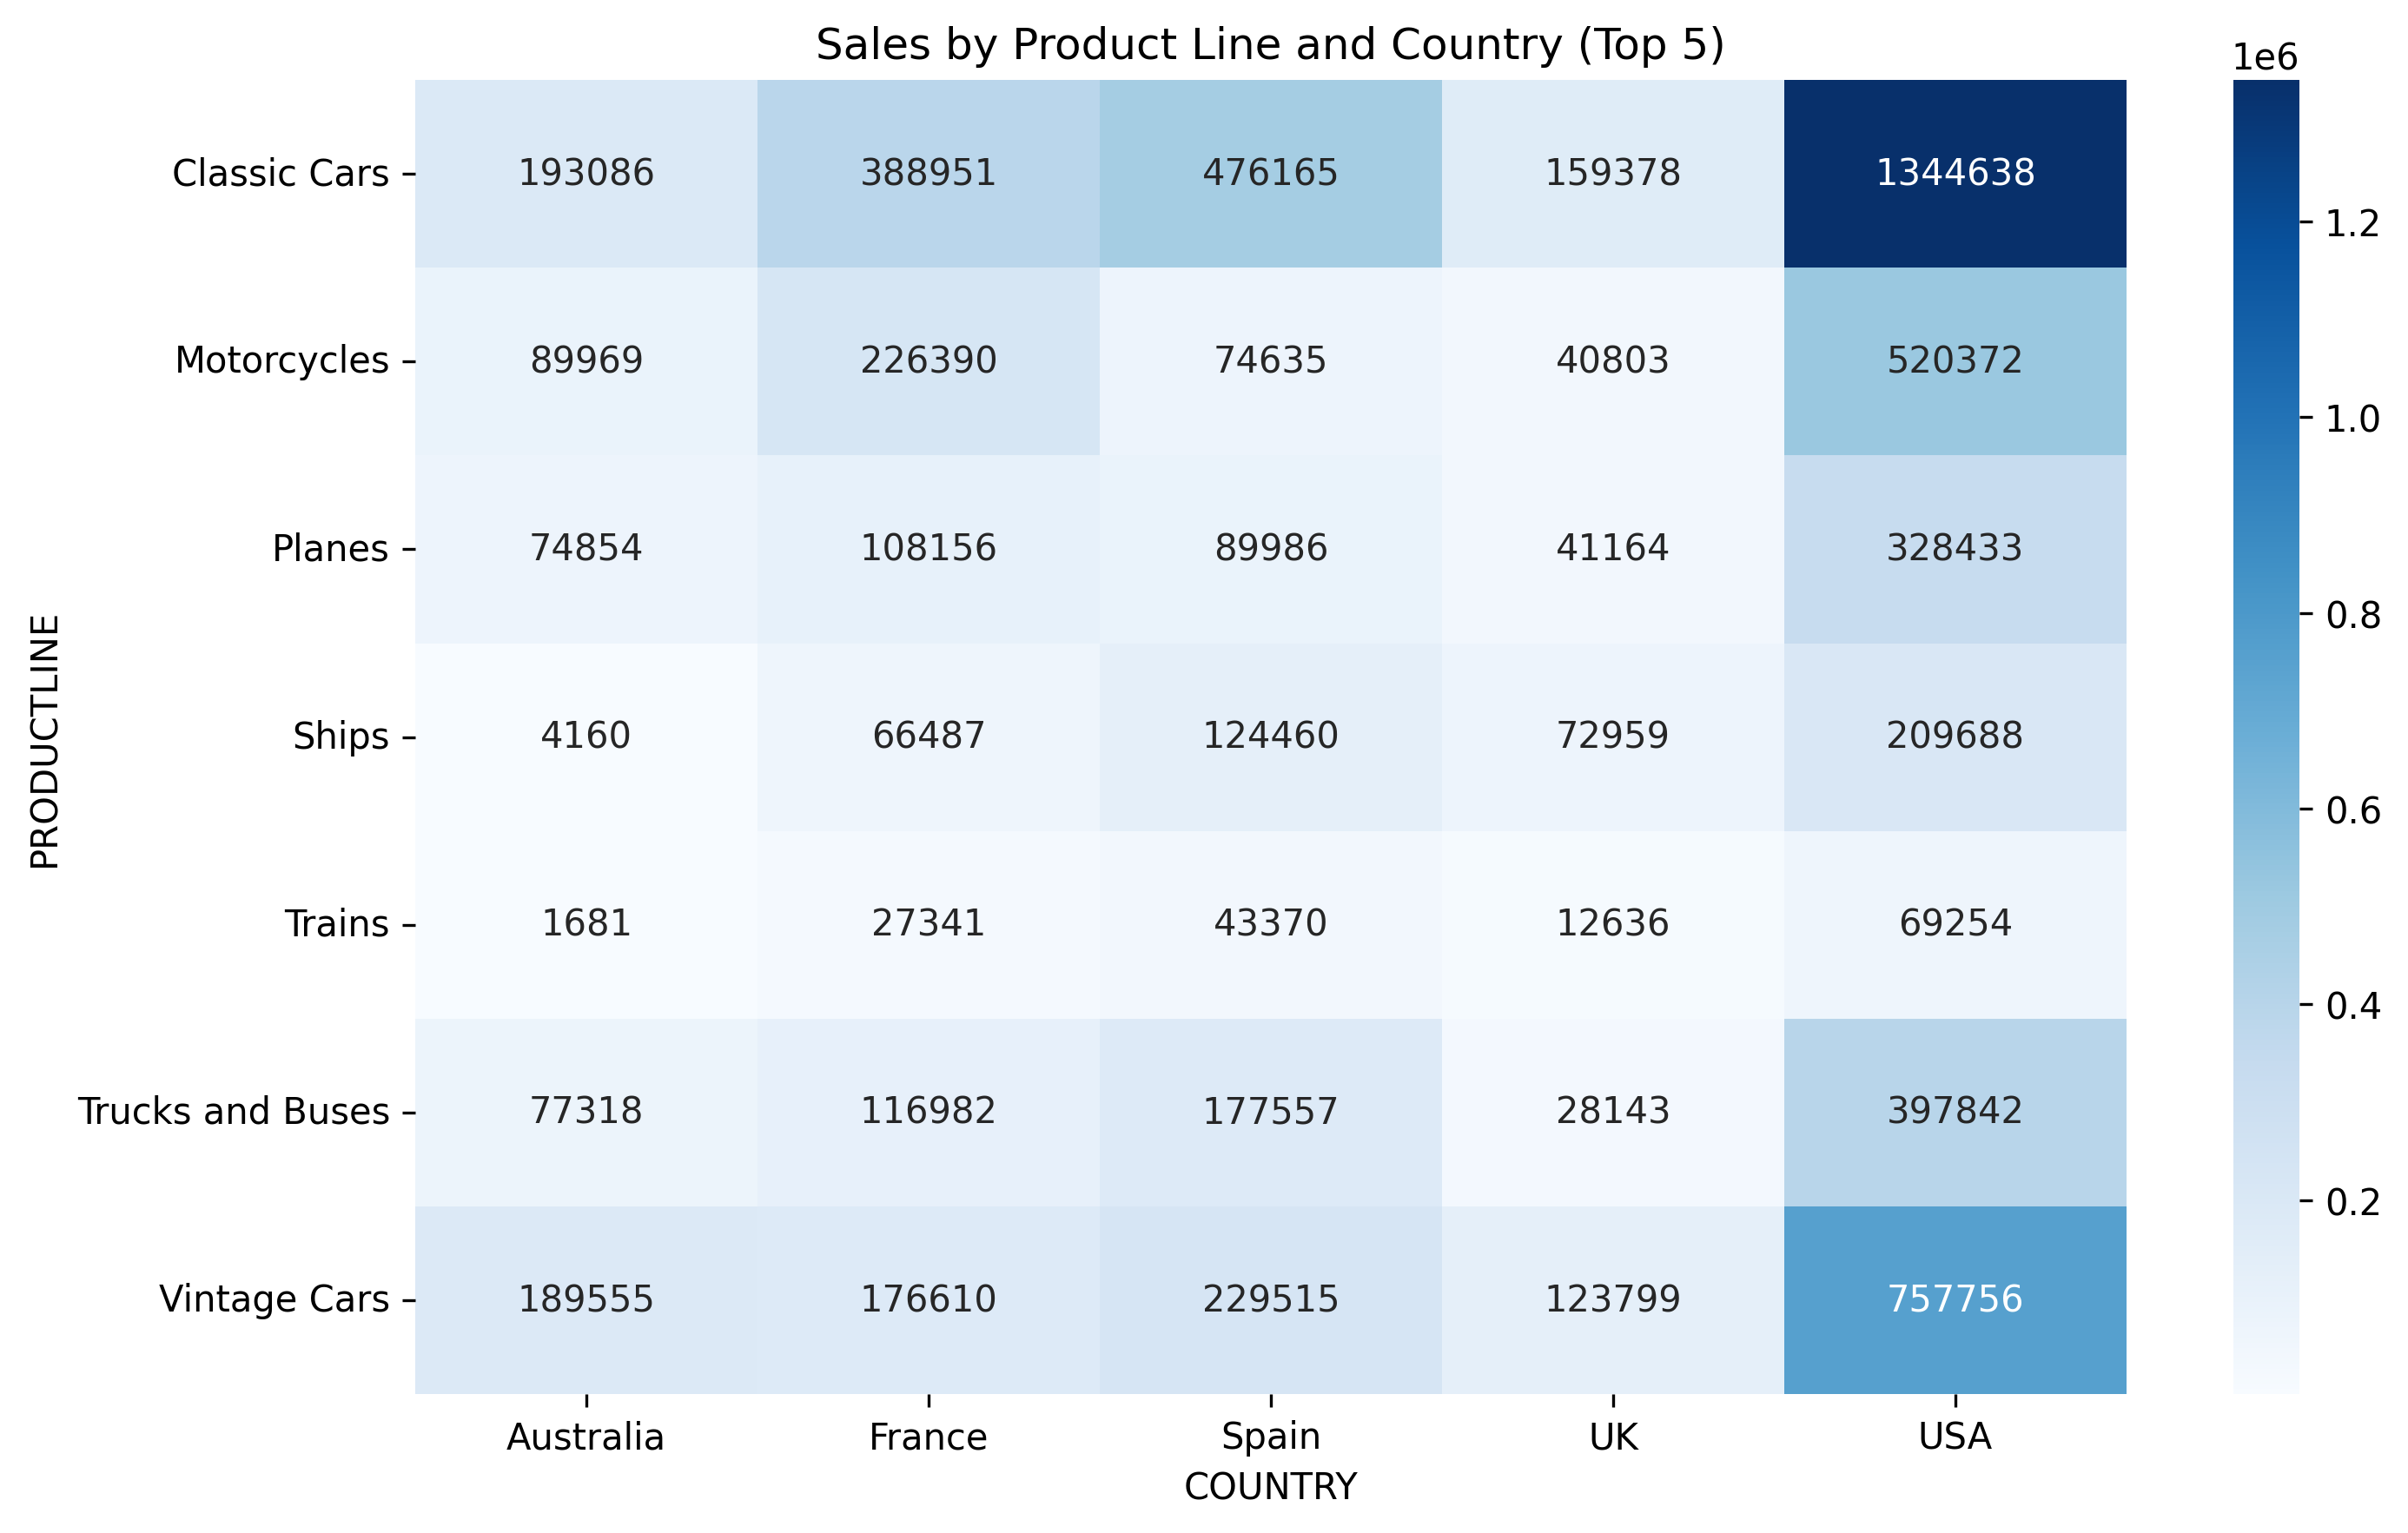 Sales by Product Line and Country (Top 5)
1e6
Classic Cars 193086 388951 476165 159378 1344638
1.2
Motorcycles 89969 226390 74635 40803 520372
1.0
Planes 74854 108156 89986 41164 328433
0.8
PRODUCTLINE
Ships 4160 66487 124460 72959 209688
0.6
Trains 1681 27341 43370 12636 69254
0.4
Trucks and Buses 77318 116982 177557 28143 397842
0.2
Vintage Cars 189555 176610 229515 123799 757756
Australia France Spain UK USA
COUNTRY